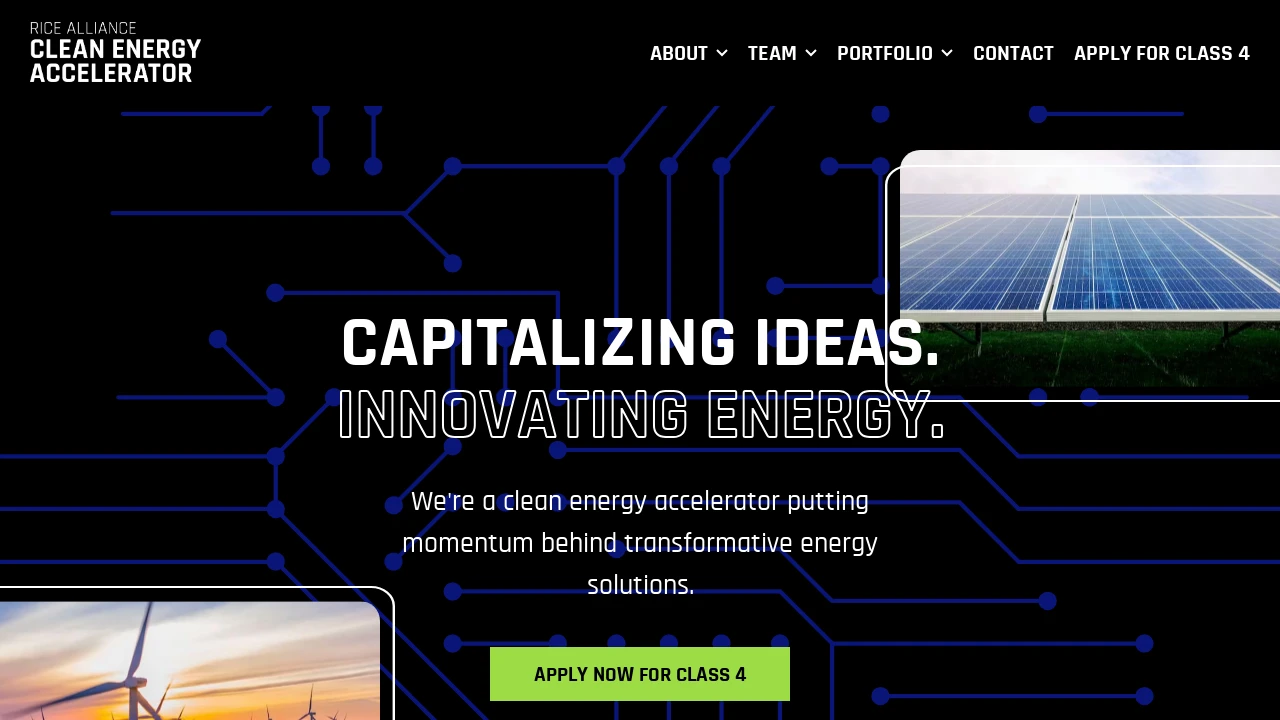 RICE ALLIANCE
CLEAN ENERGY
ACCELERATOR
ABOUT TEAM PORTFOLIO CONTACT APPLY FOR CLASS 4
CAPITALIZING IDEAS.
INNOVATING ENERGY.
We're a clean energy accelerator putting
momentum behind transformative energy
solutions.
APPLY NOW FOR CLASS 4